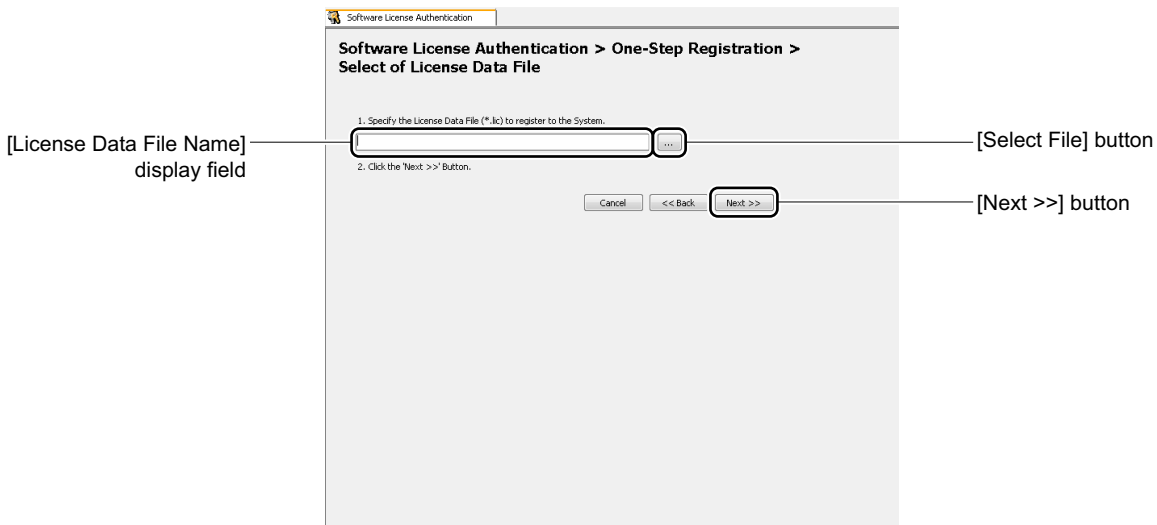 Software License Authentication
Software License Authentication > One-Step Registration >
Select of License Data File
1. Specify the License Data File (*.lic) to register to the System.
[License Data File Name]
display field
...
[Select File] button
2. Click the 'Next >>' Button.
Cancel
<< Back
Next >>
[Next >>] button